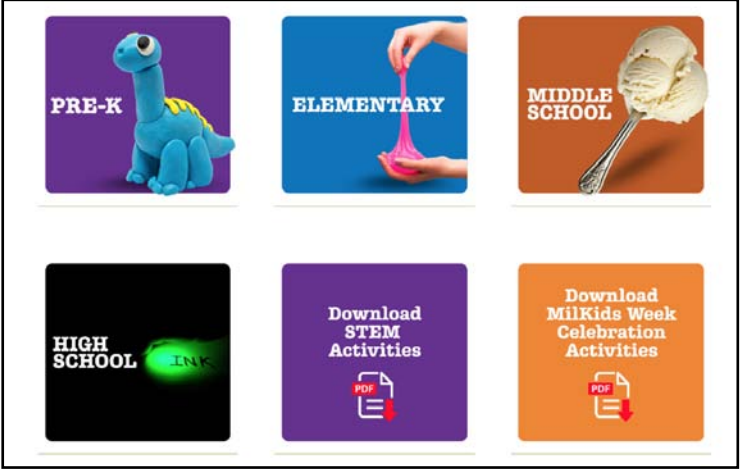 PRE-K
ELEMENTARY
MIDDLE
SCHOOL
HIGH
SCHOOL
INK
Download
STEM
Activities
PDF
Download
MilKids Week
Celebration
Activities
PDF